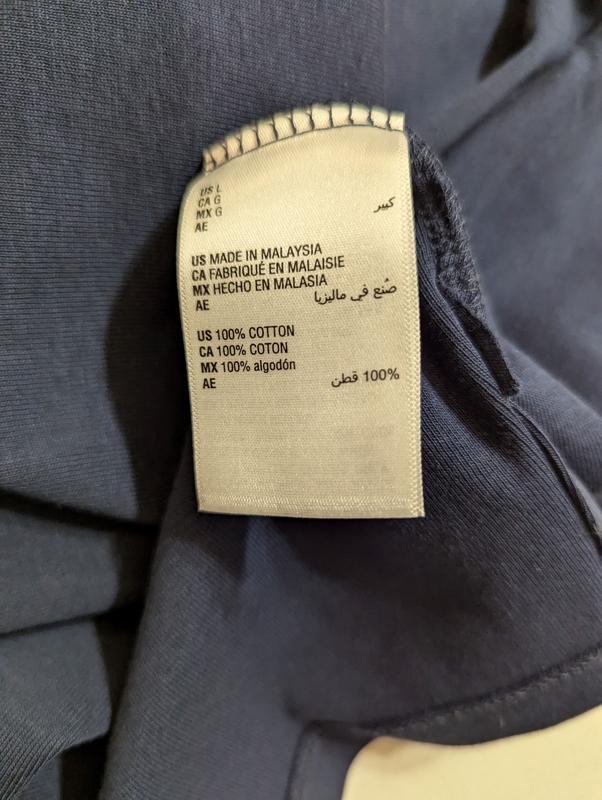 US L
CA G
MX G
AE كبير
US MADE IN MALAYSIA
CA FABRIQUÉ EN MALAISIE
MX HECHO EN MALASIA
AE صُنع في ماليزيا
US 100% COTTON
CA 100% COTON
MX 100% algodón
AE 100% قطن